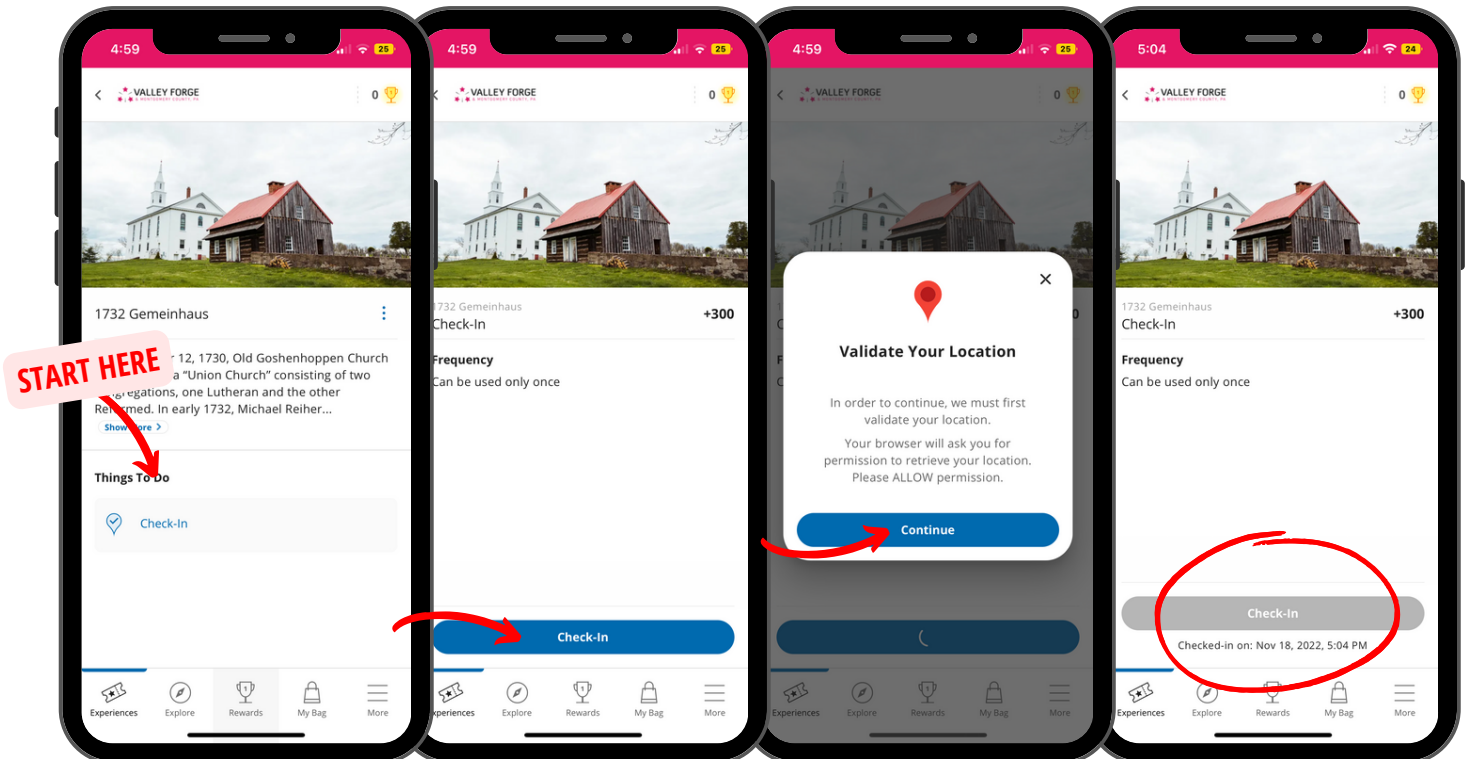 4:59
25
VALLEY FORGE
& MONTGOMERY COUNTY, PA
0
1732 Gemeinhaus
START HERE
r 12, 1730, Old Goshenhoppen Church
a “Union Church” consisting of two
gregations, one Lutheran and the other
Reformed. In early 1732, Michael Reiher...
Show More
Things To Do
Check-In
Experiences
Explore
Rewards
My Bag
More
4:59
25
VALLEY FORGE
& MONTGOMERY COUNTY, PA
0
1732 Gemeinhaus
Check-In
+300
Frequency
Can be used only once
Check-In
xperiences
Explore
Rewards
My Bag
More
4:59
25
VALLEY FORGE
& MONTGOMERY COUNTY, PA
0
Validate Your Location
In order to continue, we must first
validate your location.
Your browser will ask you for
permission to retrieve your location.
Please ALLOW permission.
Continue
Experiences
Explore
Rewards
My Bag
More
5:04
24
VALLEY FORGE
& MONTGOMERY COUNTY, PA
0
1732 Gemeinhaus
Check-In
+300
Frequency
Can be used only once
Check-In
Checked-in on: Nov 18, 2022, 5:04 PM
Experiences
Explore
Rewards
My Bag
More